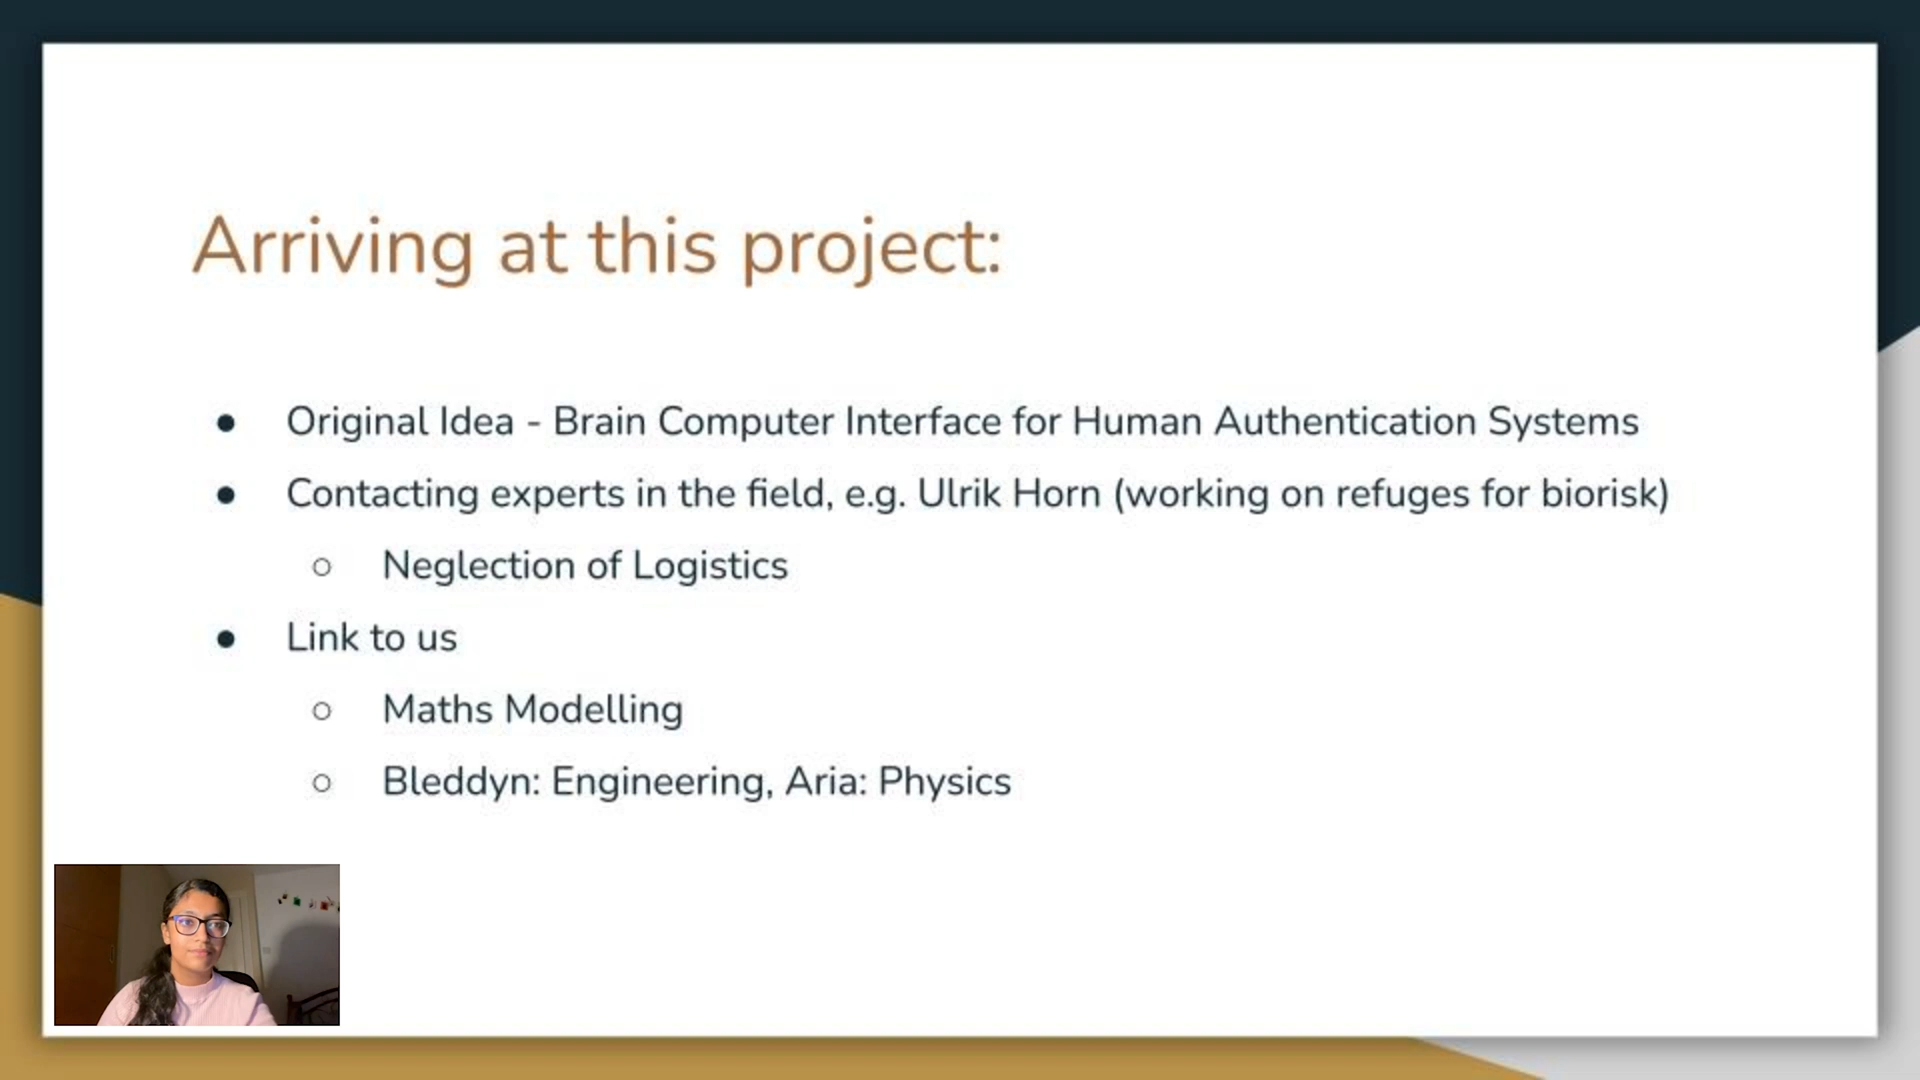 Arriving at this project:
● Original Idea - Brain Computer Interface for Human Authentication Systems
● Contacting experts in the field, e.g. Ulrik Horn (working on refuges for biorisk)
○ Neglection of Logistics
● Link to us
○ Maths Modelling
○ Bleddyn: Engineering, Aria: Physics